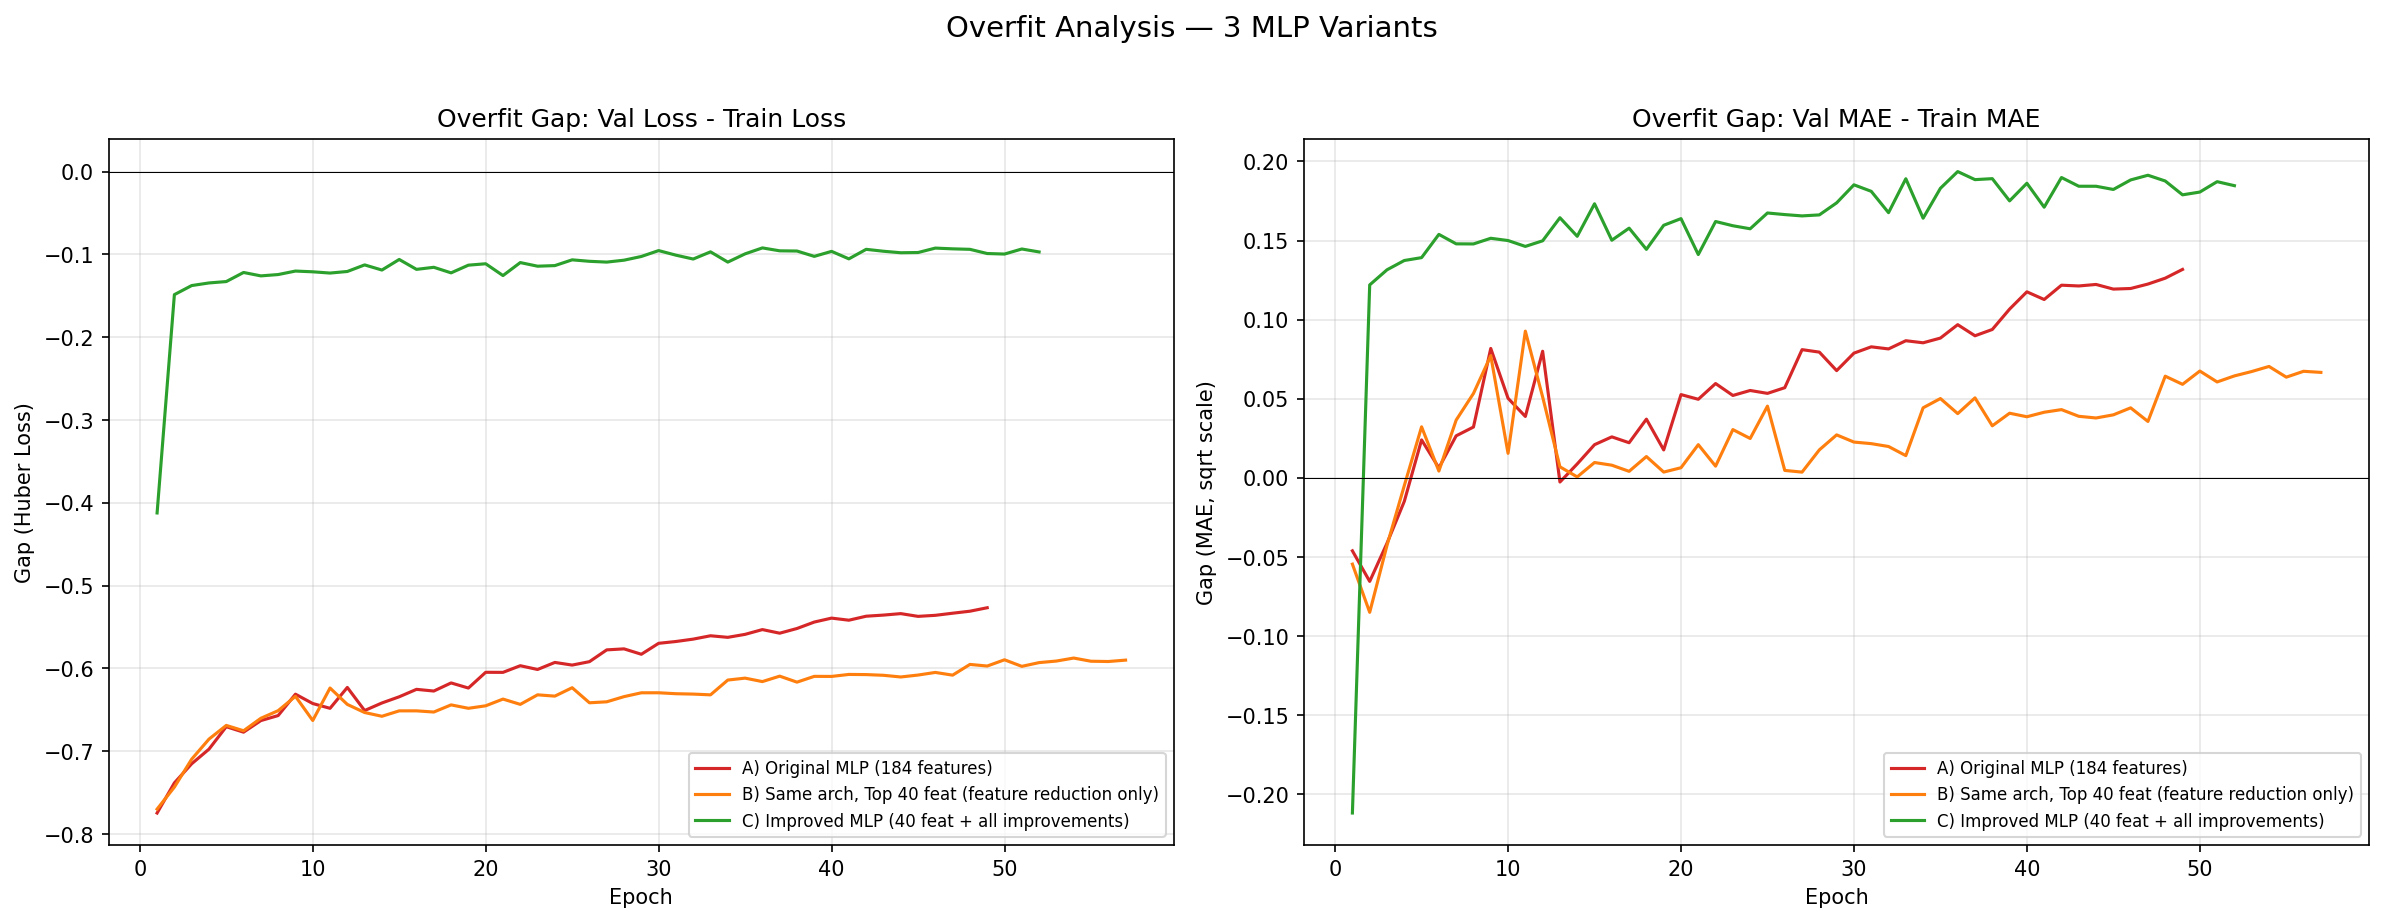 Overfit Analysis — 3 MLP Variants
Overfit Gap: Val Loss - Train Loss
Gap (Huber Loss)
0.0
−0.1
−0.2
−0.3
−0.4
−0.5
−0.6
−0.7
−0.8
A) Original MLP (184 features)
B) Same arch, Top 40 feat (feature reduction only)
C) Improved MLP (40 feat + all improvements)
0 10 20 30 40 50
Epoch
Overfit Gap: Val MAE - Train MAE
Gap (MAE, sqrt scale)
0.20
0.15
0.10
0.05
0.00
−0.05
−0.10
−0.15
−0.20
A) Original MLP (184 features)
B) Same arch, Top 40 feat (feature reduction only)
C) Improved MLP (40 feat + all improvements)
0 10 20 30 40 50
Epoch